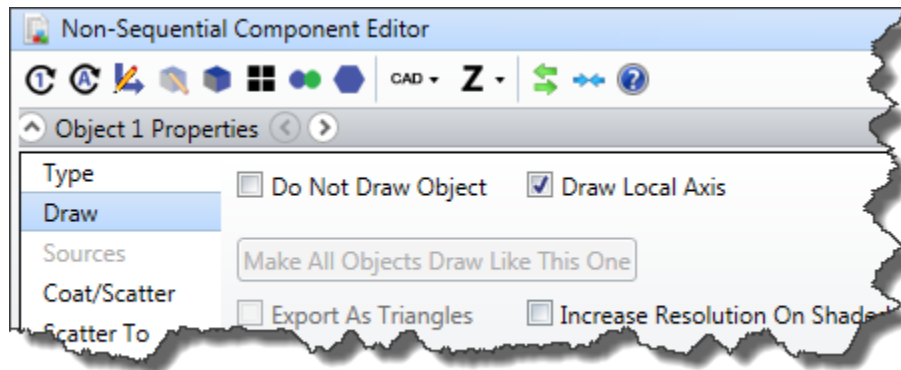 Non-Sequential Component Editor
CAD Z
Object 1 Properties
Type
Do Not Draw Object Draw Local Axis
Draw
Sources
Make All Objects Draw Like This One
Coat/Scatter
Export As Triangles Increase Resolution On Shaded
Scatter To